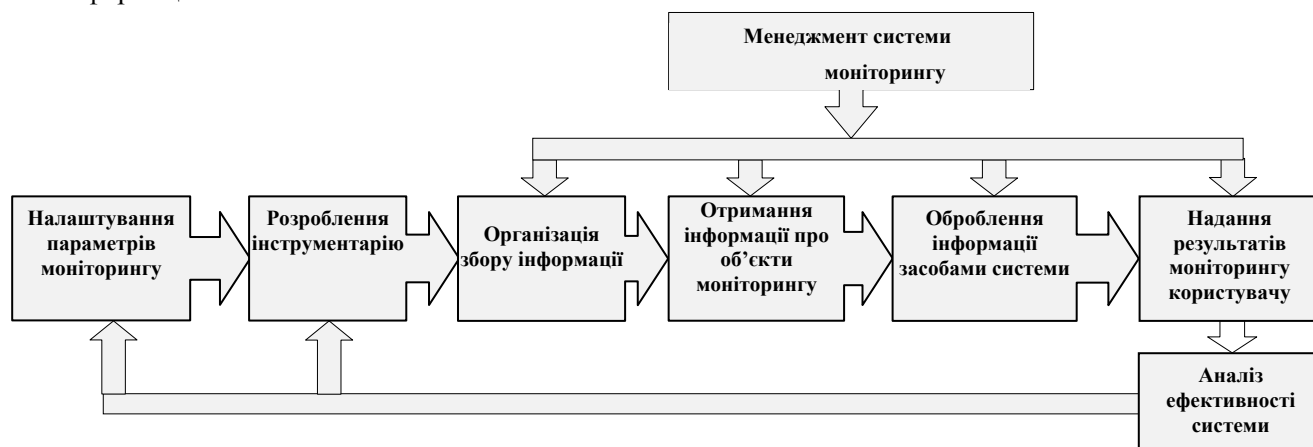 Менеджмент системи
моніторингу
Налаштування
параметрів
моніторингу
Розроблення
інструментарію
Організація
збору інформації
Отримання
інформації про
об’єкти
моніторингу
Оброблення
інформації
засобами системи
Надання
результатів
моніторингу
користувачу
Аналіз
ефективності
системи